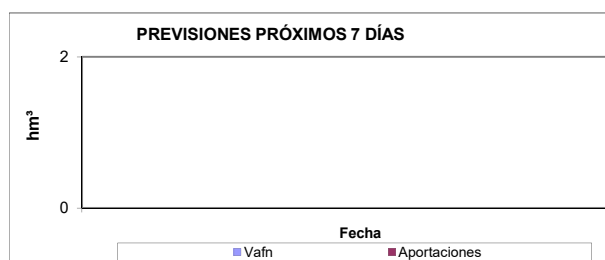 PREVISIONES PRÓXIMOS 7 DÍAS
2
hm³
0
Fecha
Vafn Aportaciones